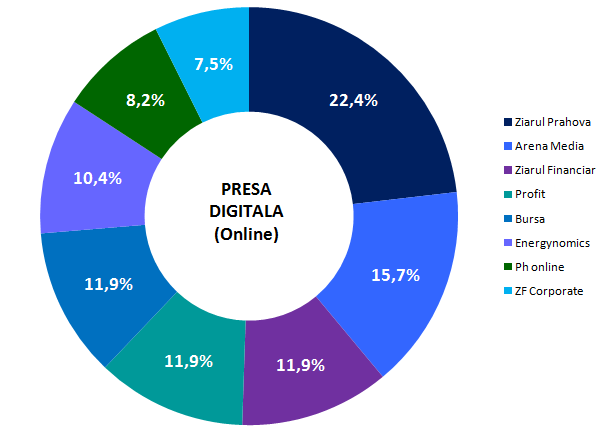 7,5%
22,4%
8,2%
10,4%
PRESA
DIGITALA
(Online)
15,7%
11,9%
11,9%
11,9%
Ziarul Prahova
Arena Media
Ziarul Financiar
Profit
Bursa
Energynomics
Ph online
ZF Corporate